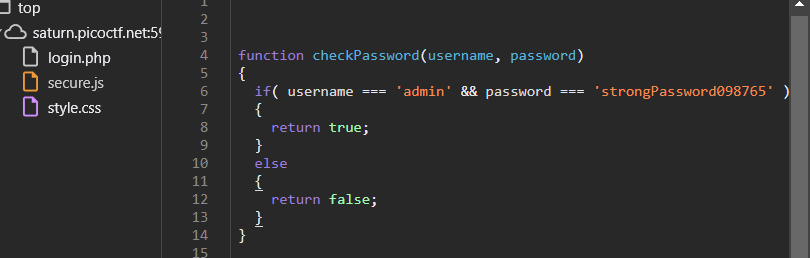 top
saturn.picoctf.net:59
login.php
secure.js
style.css
1
2
3
4 function checkPassword(username, password)
5 {
6 if( username === 'admin' && password === 'strongPassword098765' )
7 {
8 return true;
9 }
10 else
11 {
12 return false;
13 }
14 }
15